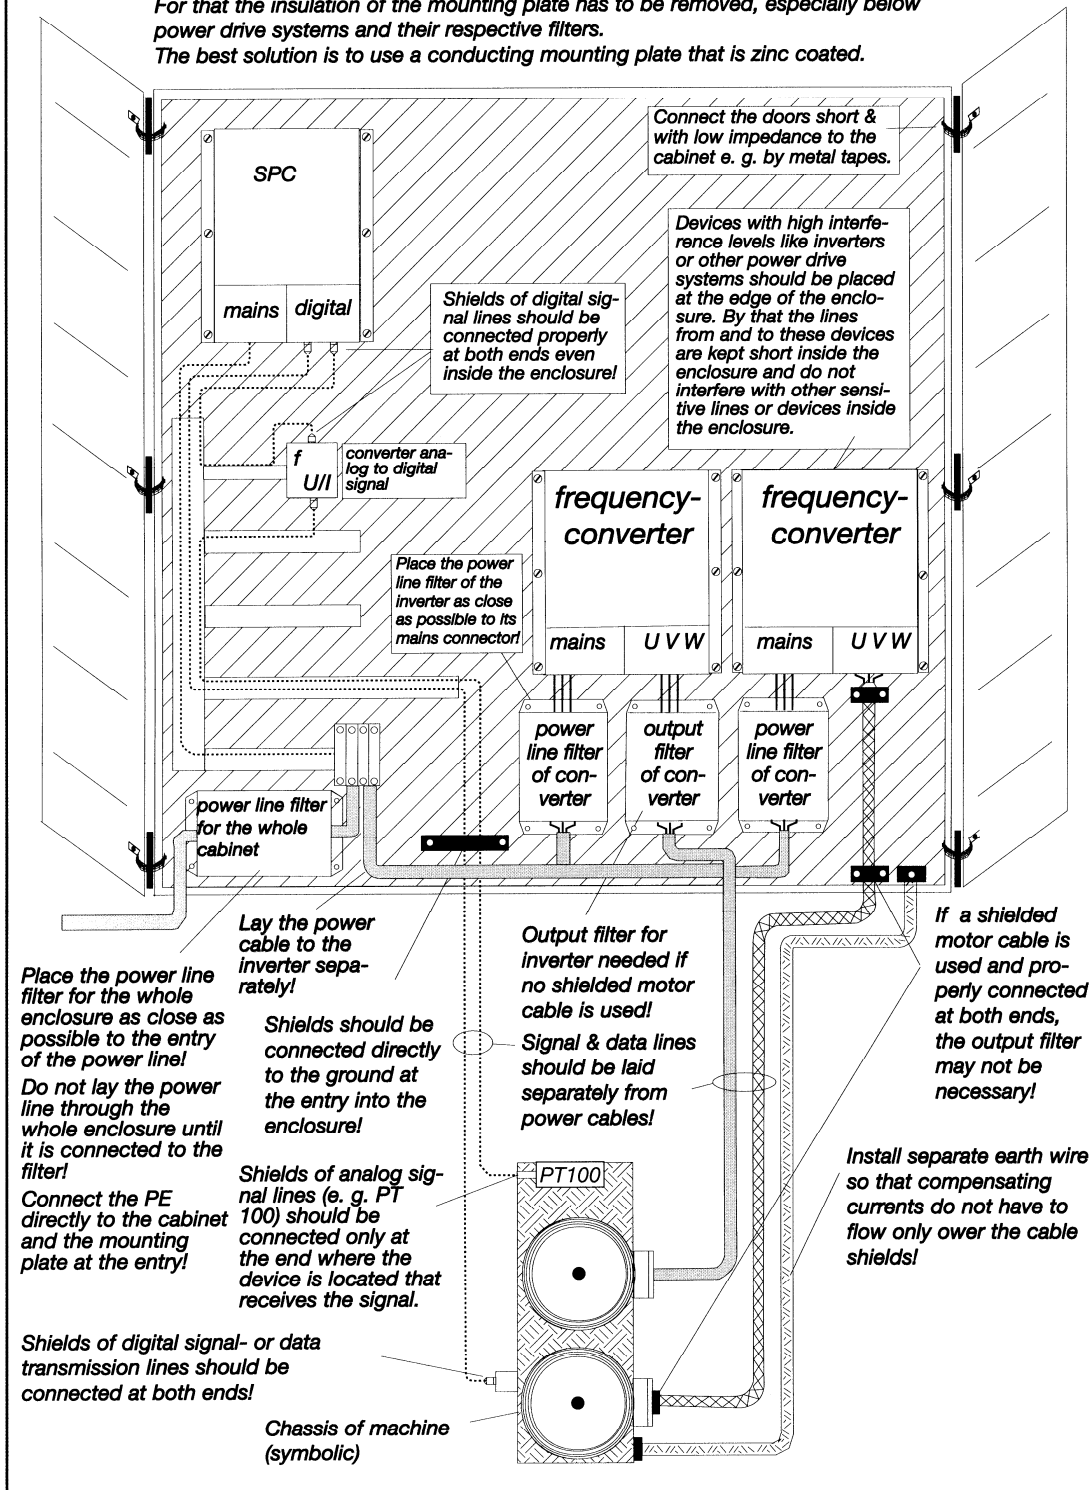 For that the insulation of the mounting plate has to be removed, especially below
power drive systems and their respective filters.
The best solution is to use a conducting mounting plate that is zinc coated.
Connect the doors short &
with low impedance to the
cabinet e. g. by metal tapes.
SPC
mains
digital
Shields of digital sig-
nal lines should be
connected properly
at both ends even
inside the enclosure!
Devices with high interfe-
rence levels like inverters
or other power drive
systems should be placed
at the edge of the enclo-
sure. By that the lines
from and to these devices
are kept short inside the
enclosure and do not
interfere with other sensi-
tive lines or devices inside
the enclosure.
f
U/I
converter ana-
log to digital
signal
frequency-
converter
mains
U V W
frequency-
converter
mains
U V W
Place the power
line filter of the
inverter as close
as possible to its
mains connector!
power
line filter
of con-
verter
output
filter
of con-
verter
power
line filter
of con-
verter
power line filter
for the whole
cabinet
Place the power line
filter for the whole
enclosure as close as
possible to the entry
of the power line!
Do not lay the power
line through the
whole enclosure until
it is connected to the
filter!
Connect the PE
directly to the cabinet
and the mounting
plate at the entry!
Lay the power
cable to the
inverter sepa-
rately!
Shields should be
connected directly
to the ground at
the entry into the
enclosure!
Output filter for
inverter needed if
no shielded motor
cable is used!
Signal & data lines
should be laid
separately from
power cables!
If a shielded
motor cable is
used and pro-
perly connected
at both ends,
the output filter
may not be
necessary!
Shields of analog sig-
nal lines (e. g. PT
100) should be
connected only at
the end where the
device is located that
receives the signal.
PT100
Install separate earth wire
so that compensating
currents do not have to
flow only ower the cable
shields!
Shields of digital signal- or data
transmission lines should be
connected at both ends!
Chassis of machine
(symbolic)